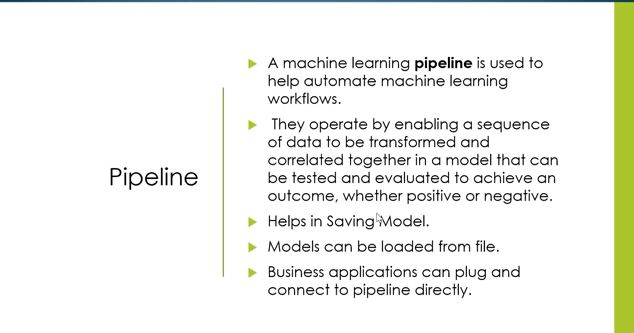 Pipeline
A machine learning pipeline is used to
help automate machine learning
workflows.
They operate by enabling a sequence
of data to be transformed and
correlated together in a model that can
be tested and evaluated to achieve an
outcome, whether positive or negative.
Helps in Saving Model.
Models can be loaded from file.
Business applications can plug and
connect to pipeline directly.